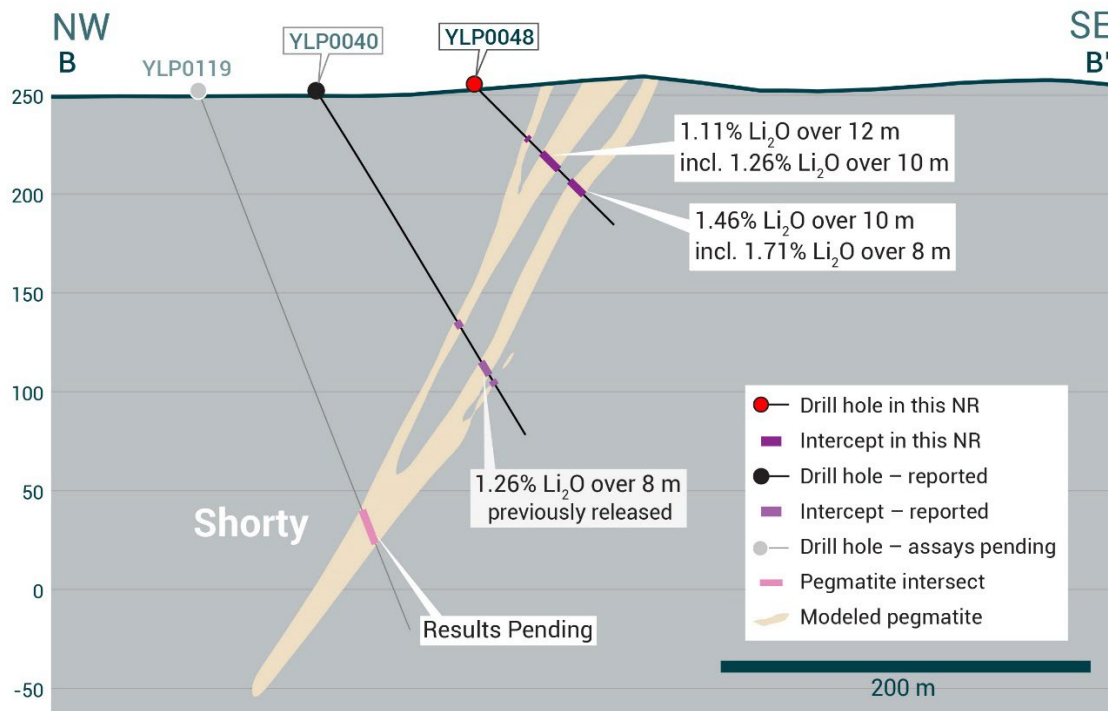 NW
SE
B
B'
YLP0119
YLP0040
YLP0048
250
200
150
100
50
0
-50
1.11% Li₂O over 12 m
incl. 1.26% Li₂O over 10 m
1.46% Li₂O over 10 m
incl. 1.71% Li₂O over 8 m
1.26% Li₂O over 8 m
previously released
Shorty
Results Pending
Drill hole in this NR
Intercept in this NR
Drill hole – reported
Intercept – reported
Drill hole – assays pending
Pegmatite intersect
Modeled pegmatite
200 m